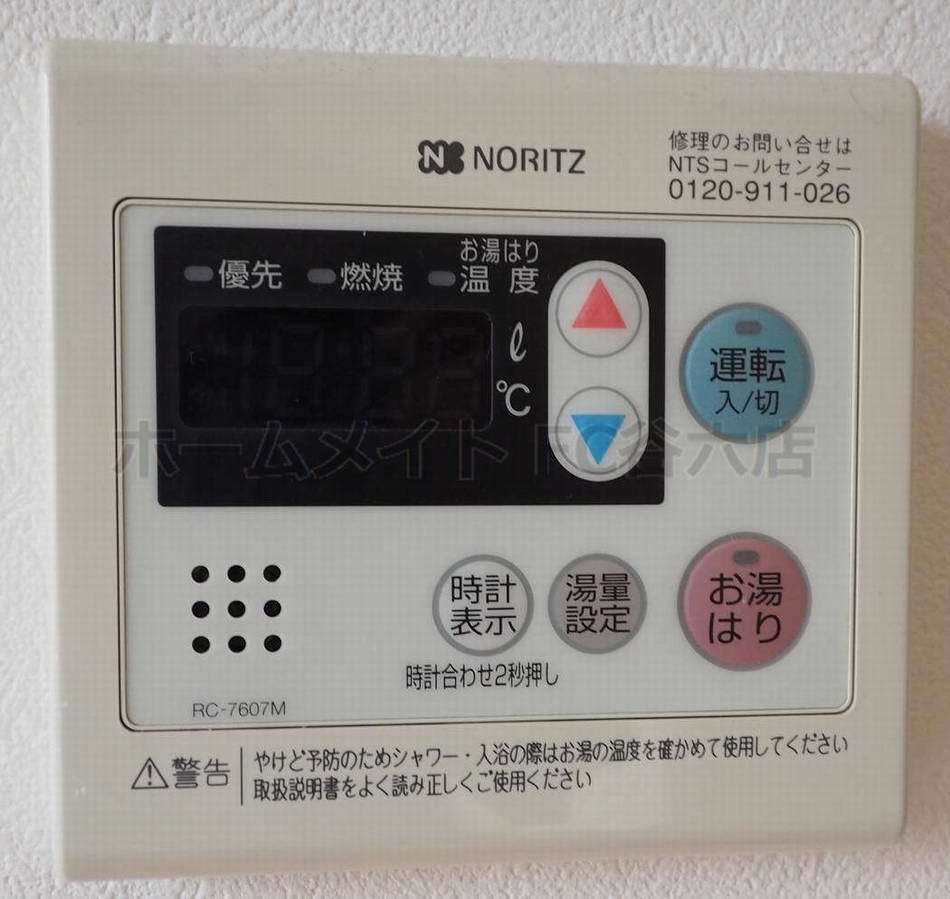 NORITZ
修理のお問い合せは
NTSコールセンター
0120-911-026
優先 燃焼 お湯はり
温度
ℓ
℃
運転
入/切
ホームメイト FC谷六店
時計
表示
湯量
設定
お湯
はり
時計合わせ2秒押し
RC-7607M
警告
やけど予防のためシャワー・入浴の際はお湯の温度を確かめて使用してください
取扱説明書をよく読み正しくご使用ください